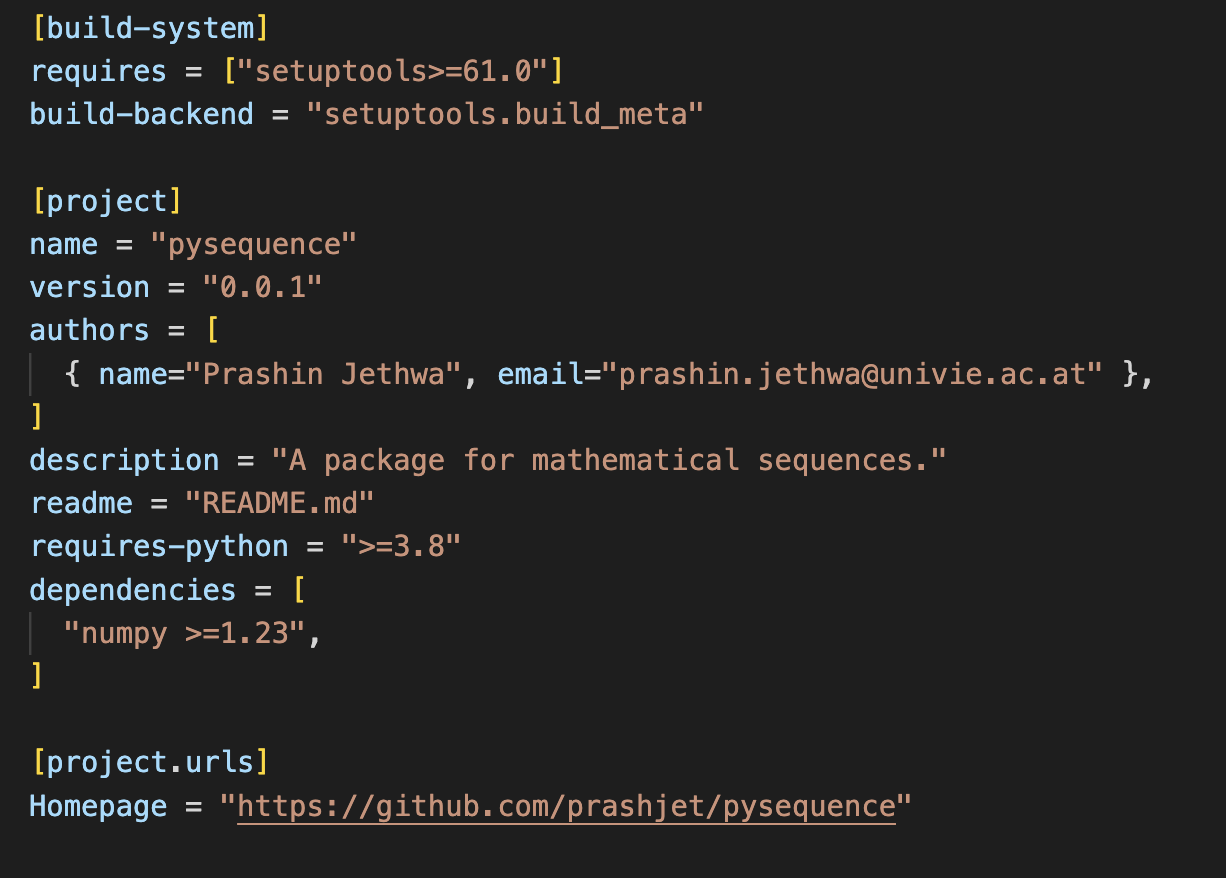 [build-system]
requires = ["setuptools>=61.0"]
build-backend = "setuptools.build_meta"
[project]
name = "pysequence"
version = "0.0.1"
authors = [
{ name="Prashin Jethwa", email="prashin.jethwa@univie.ac.at" },
]
description = "A package for mathematical sequences."
readme = "README.md"
requires-python = ">=3.8"
dependencies = [
"numpy >=1.23",
]
[project.urls]
Homepage = "https://github.com/prashjet/pysequence"